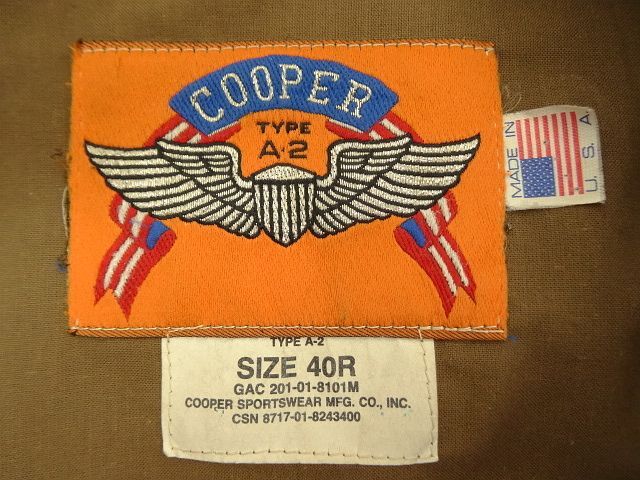 COOPER
TYPE
A-2
MADE IN
U.S.A
TYPE A-2
SIZE 40R
GAC 201-01-8101M
COOPER SPORTSWEAR MFG. CO., INC.
CSN 8717-01-8243400